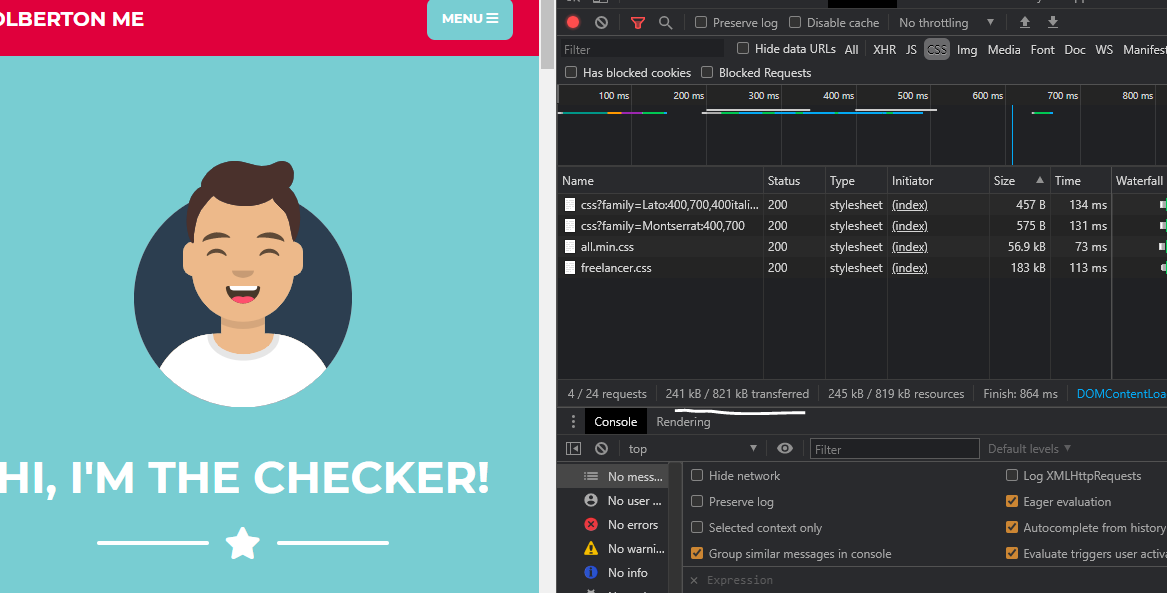 OLBERTON ME
MENU
HI, I'M THE CHECKER!
Preserve log
Disable cache
No throttling
Filter
Hide data URLs
All
XHR
JS
CSS
Img
Media
Font
Doc
WS
Manifest
Has blocked cookies
Blocked Requests
100 ms
200 ms
300 ms
400 ms
500 ms
600 ms
700 ms
800 ms
Name Status Type Initiator Size Time Waterfall
css?family=Lato:400,700,400itali... 200 stylesheet (index) 457 B 134 ms
css?family=Montserrat:400,700 200 stylesheet (index) 575 B 131 ms
all.min.css 200 stylesheet (index) 56.9 kB 73 ms
freelancer.css 200 stylesheet (index) 183 kB 113 ms
4 / 24 requests 241 kB / 821 kB transferred 245 kB / 819 kB resources Finish: 864 ms DOMContentLoa
Console Rendering
top
Filter
Default levels
No mess...
No user ...
No errors
No warni...
No info
Hide network
Log XMLHttpRequests
Preserve log
Eager evaluation
Selected context only
Autocomplete from history
Group similar messages in console
Evaluate triggers user activa
Expression